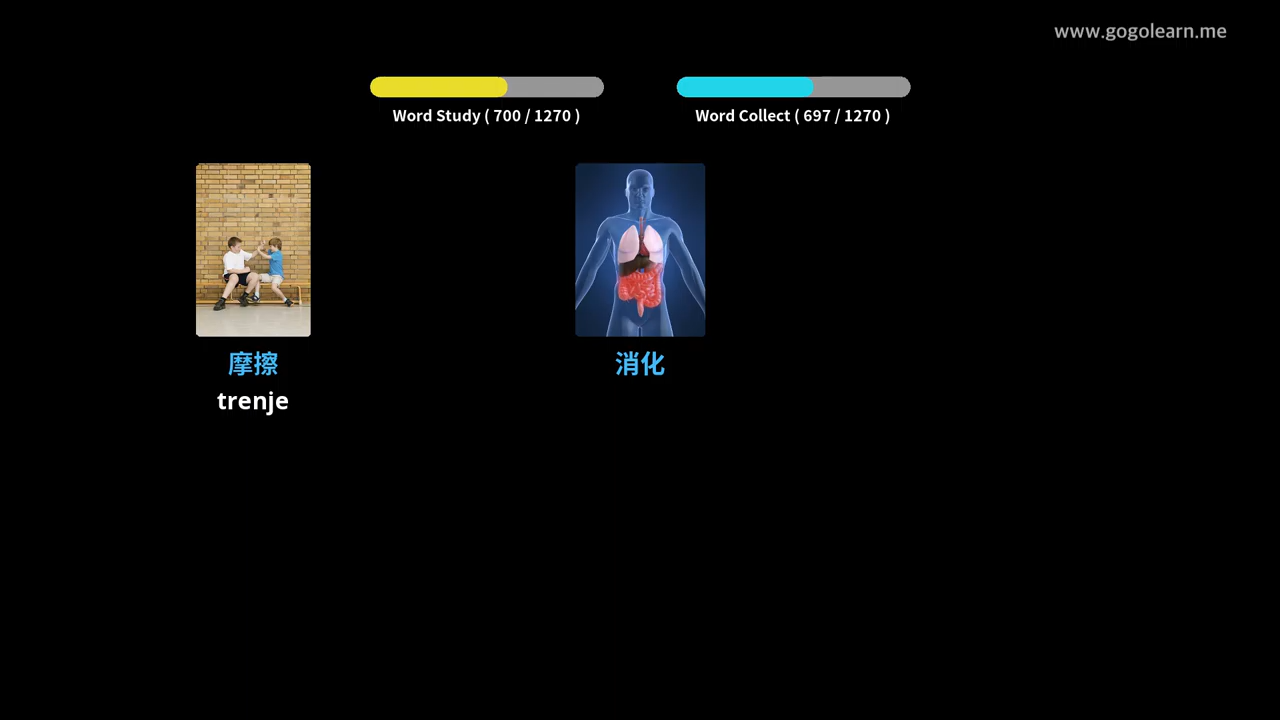 www.gogolearn.me
Word Study ( 700 / 1270 )
Word Collect ( 697 / 1270 )
摩擦
消化
trenje